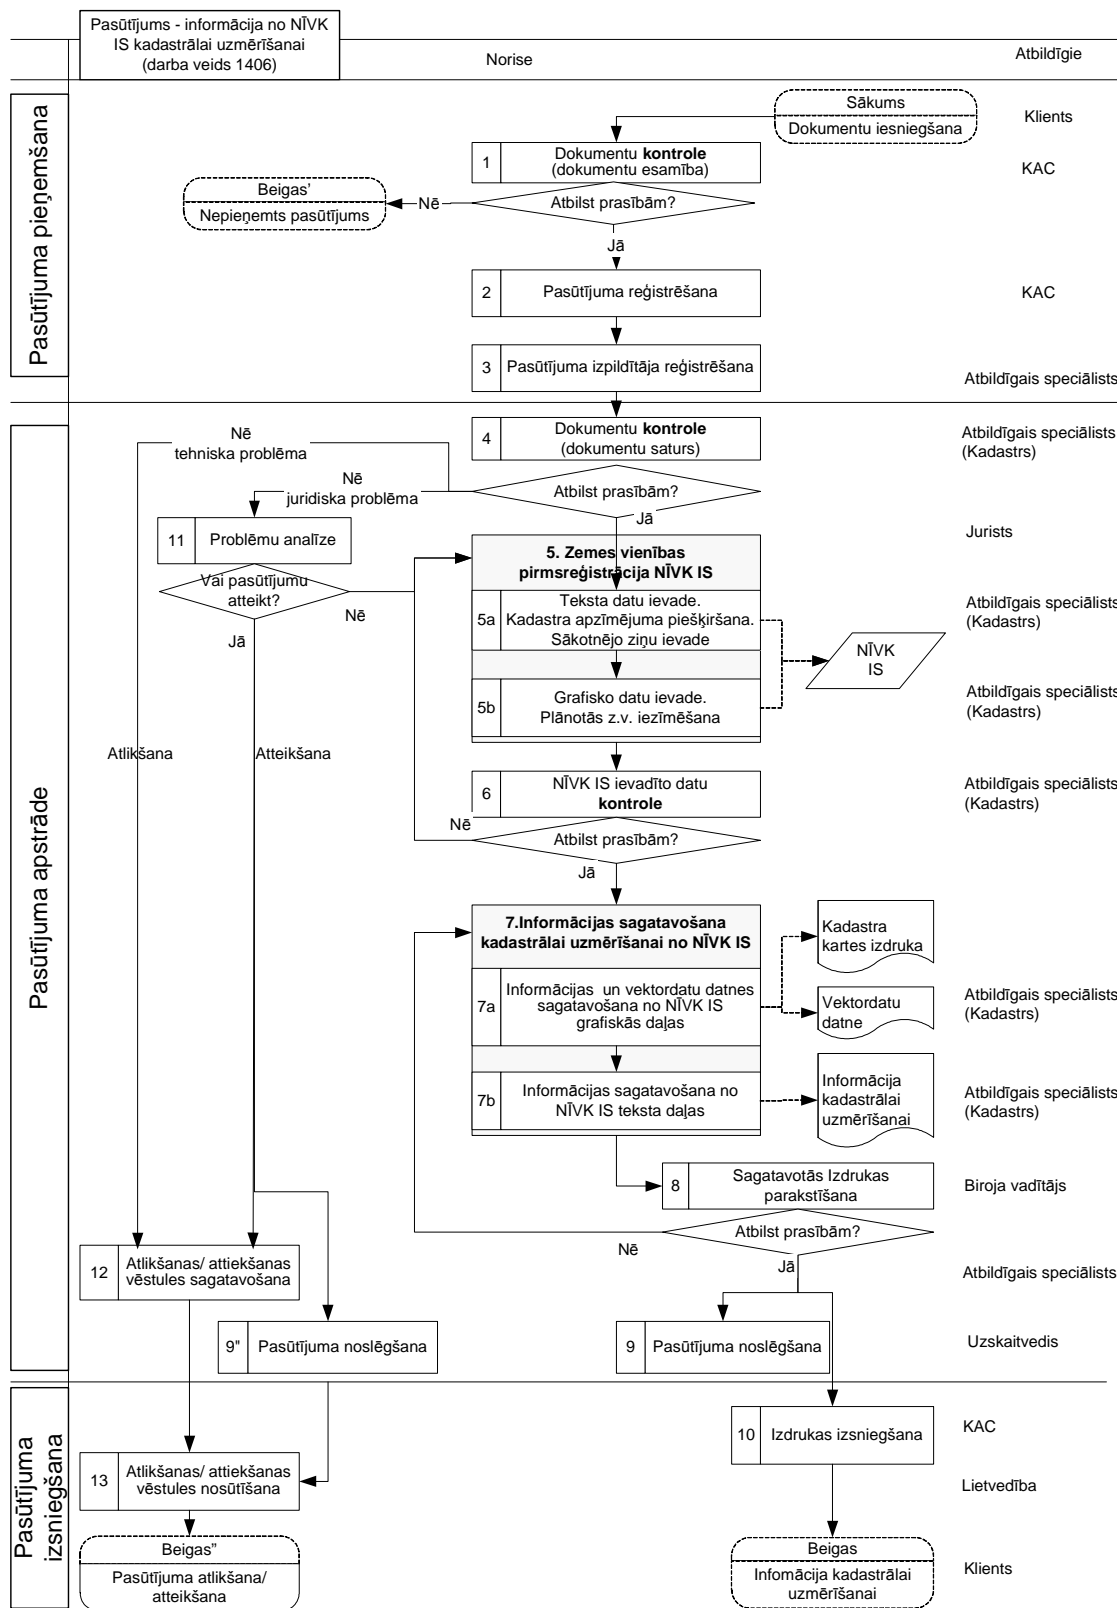 Pasūtījums - informācija no NĪVK
IS kadastrālai uzmērīšanai
(darba veids 1406)
Norise
Atbildīgie
Pasūtījuma pieņemšana
Sākums
Dokumentu iesniegšana
Klients
1
Dokumentu kontrole
(dokumentu esamība)
KAC
Beigas'
Nepieņemts pasūtījums
Nē
Atbilst prasībām?
Jā
2
Pasūtījuma reģistrēšana
KAC
3
Pasūtījuma izpildītāja reģistrēšana
Atbildīgais speciālists
Pasūtījuma apstrāde
4
Dokumentu kontrole
(dokumentu saturs)
Atbildīgais speciālists
(Kadastrs)
Nē
tehniska problēma
Nē
juridiska problēma
Atbilst prasībām?
Jā
11
Problēmu analīze
Jurists
Vai pasūtījumu
atteikt?
Nē
Jā
5. Zemes vienības
pirmsreģistrācija NĪVK IS
5a
Teksta datu ievade.
Kadastra apzīmējuma piešķiršana.
Sākotnējo ziņu ievade
Atbildīgais speciālists
(Kadastrs)
NĪVK
IS
5b
Grafisko datu ievade.
Plānotās z.v. iezīmēšana
Atbildīgais speciālists
(Kadastrs)
Atlikšana
Atteikšana
6
NĪVK IS ievadīto datu
kontrole
Atbildīgais speciālists
(Kadastrs)
Nē
Atbilst prasībām?
Jā
7.Informācijas sagatavošana
kadastrālai uzmērīšanai no NĪVK IS
Kadastra
kartes izdruka
7a
Informācijas un vektordatu datnes
sagatavošana no NĪVK IS
grafiskās daļas
Vektordatu
datne
Atbildīgais speciālists
(Kadastrs)
7b
Informācijas sagatavošana no
NĪVK IS teksta daļas
Informācija
kadastrālai
uzmērīšanai
Atbildīgais speciālists
(Kadastrs)
8
Sagatavotās Izdrukas
parakstīšana
Biroja vadītājs
Atbilst prasībām?
Nē
Jā
12
Atlikšanas/ attiekšanas
vēstules sagatavošana
Atbildīgais speciālists
9"
Pasūtījuma noslēgšana
9
Pasūtījuma noslēgšana
Uzskaitvedis
Pasūtījuma
izsniegšana
10
Izdrukas izsniegšana
KAC
13
Atlikšanas/ attiekšanas
vēstules nosūtīšana
Lietvedība
Beigas"
Pasūtījuma atlikšana/
atteikšana
Beigas
Infomācija kadastrālai
uzmērīšanai
Klients